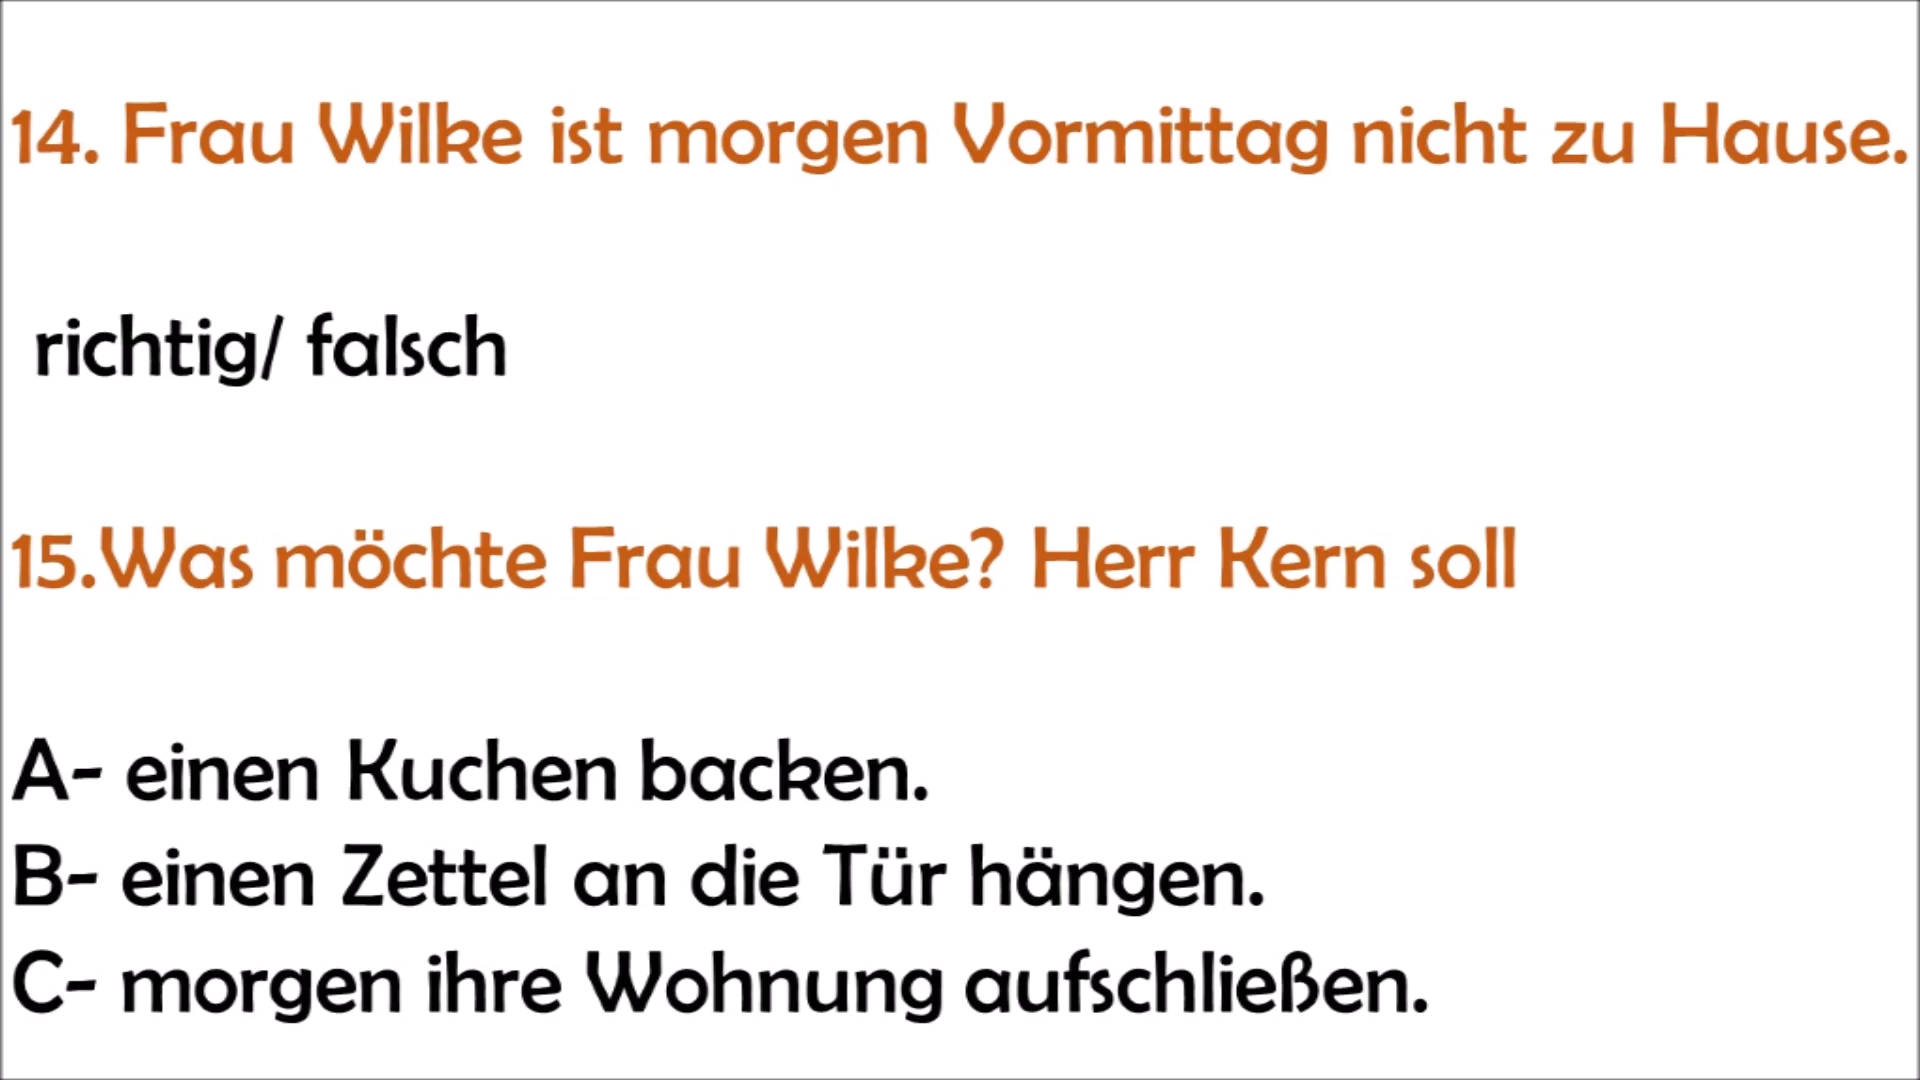 14. Frau Wilke ist morgen Vormittag nicht zu Hause.
richtig/ falsch
15.Was möchte Frau Wilke? Herr Kern soll
A- einen Kuchen backen.
B- einen Zettel an die Tür hängen.
C- morgen ihre Wohnung aufschließen.